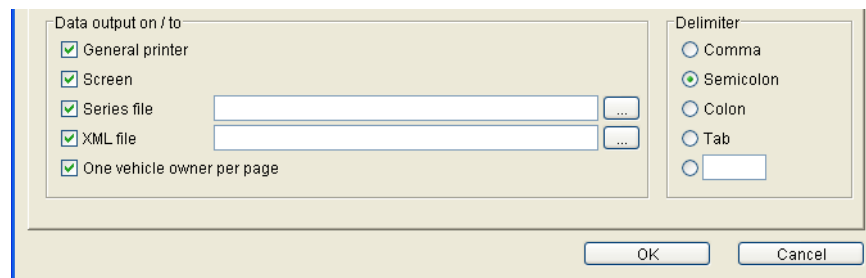 Data output on / to
General printer
Screen
Series file
...
XML file
...
One vehicle owner per page
Delimiter
Comma
Semicolon
Colon
Tab
OK
Cancel